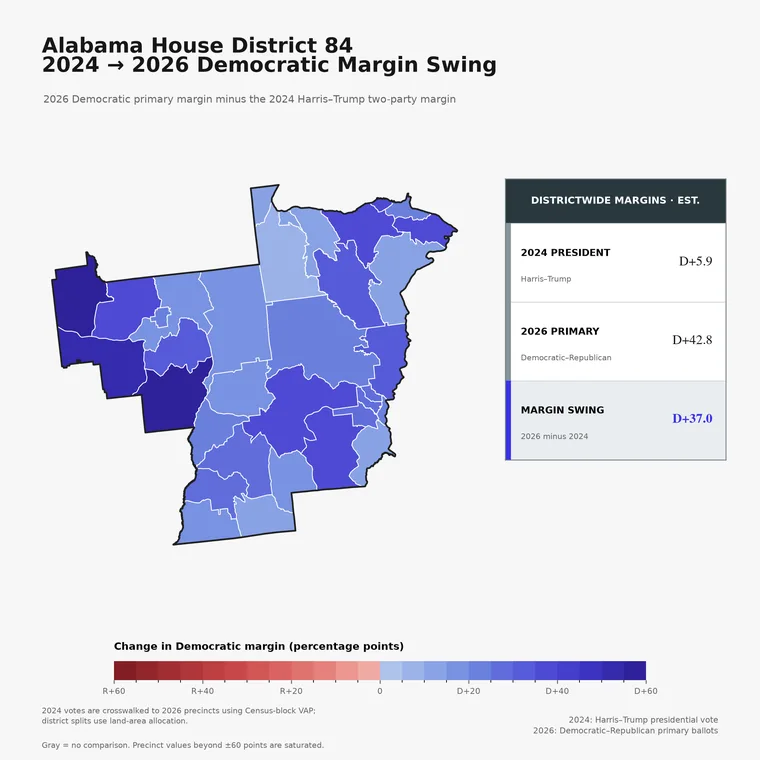 Alabama House District 84
2024 → 2026 Democratic Margin Swing
2026 Democratic primary margin minus the 2024 Harris–Trump two-party margin
DISTRICTWIDE MARGINS · EST.
2024 PRESIDENT
D+5.9
Harris–Trump
2026 PRIMARY
D+42.8
Democratic–Republican
MARGIN SWING
D+37.0
2026 minus 2024
Change in Democratic margin (percentage points)
R+60 R+40 R+20 0 D+20 D+40 D+60
2024 votes are crosswalked to 2026 precincts using Census-block VAP;
district splits use land-area allocation.
Gray = no comparison. Precinct values beyond ±60 points are saturated.
2024: Harris–Trump presidential vote
2026: Democratic–Republican primary ballots